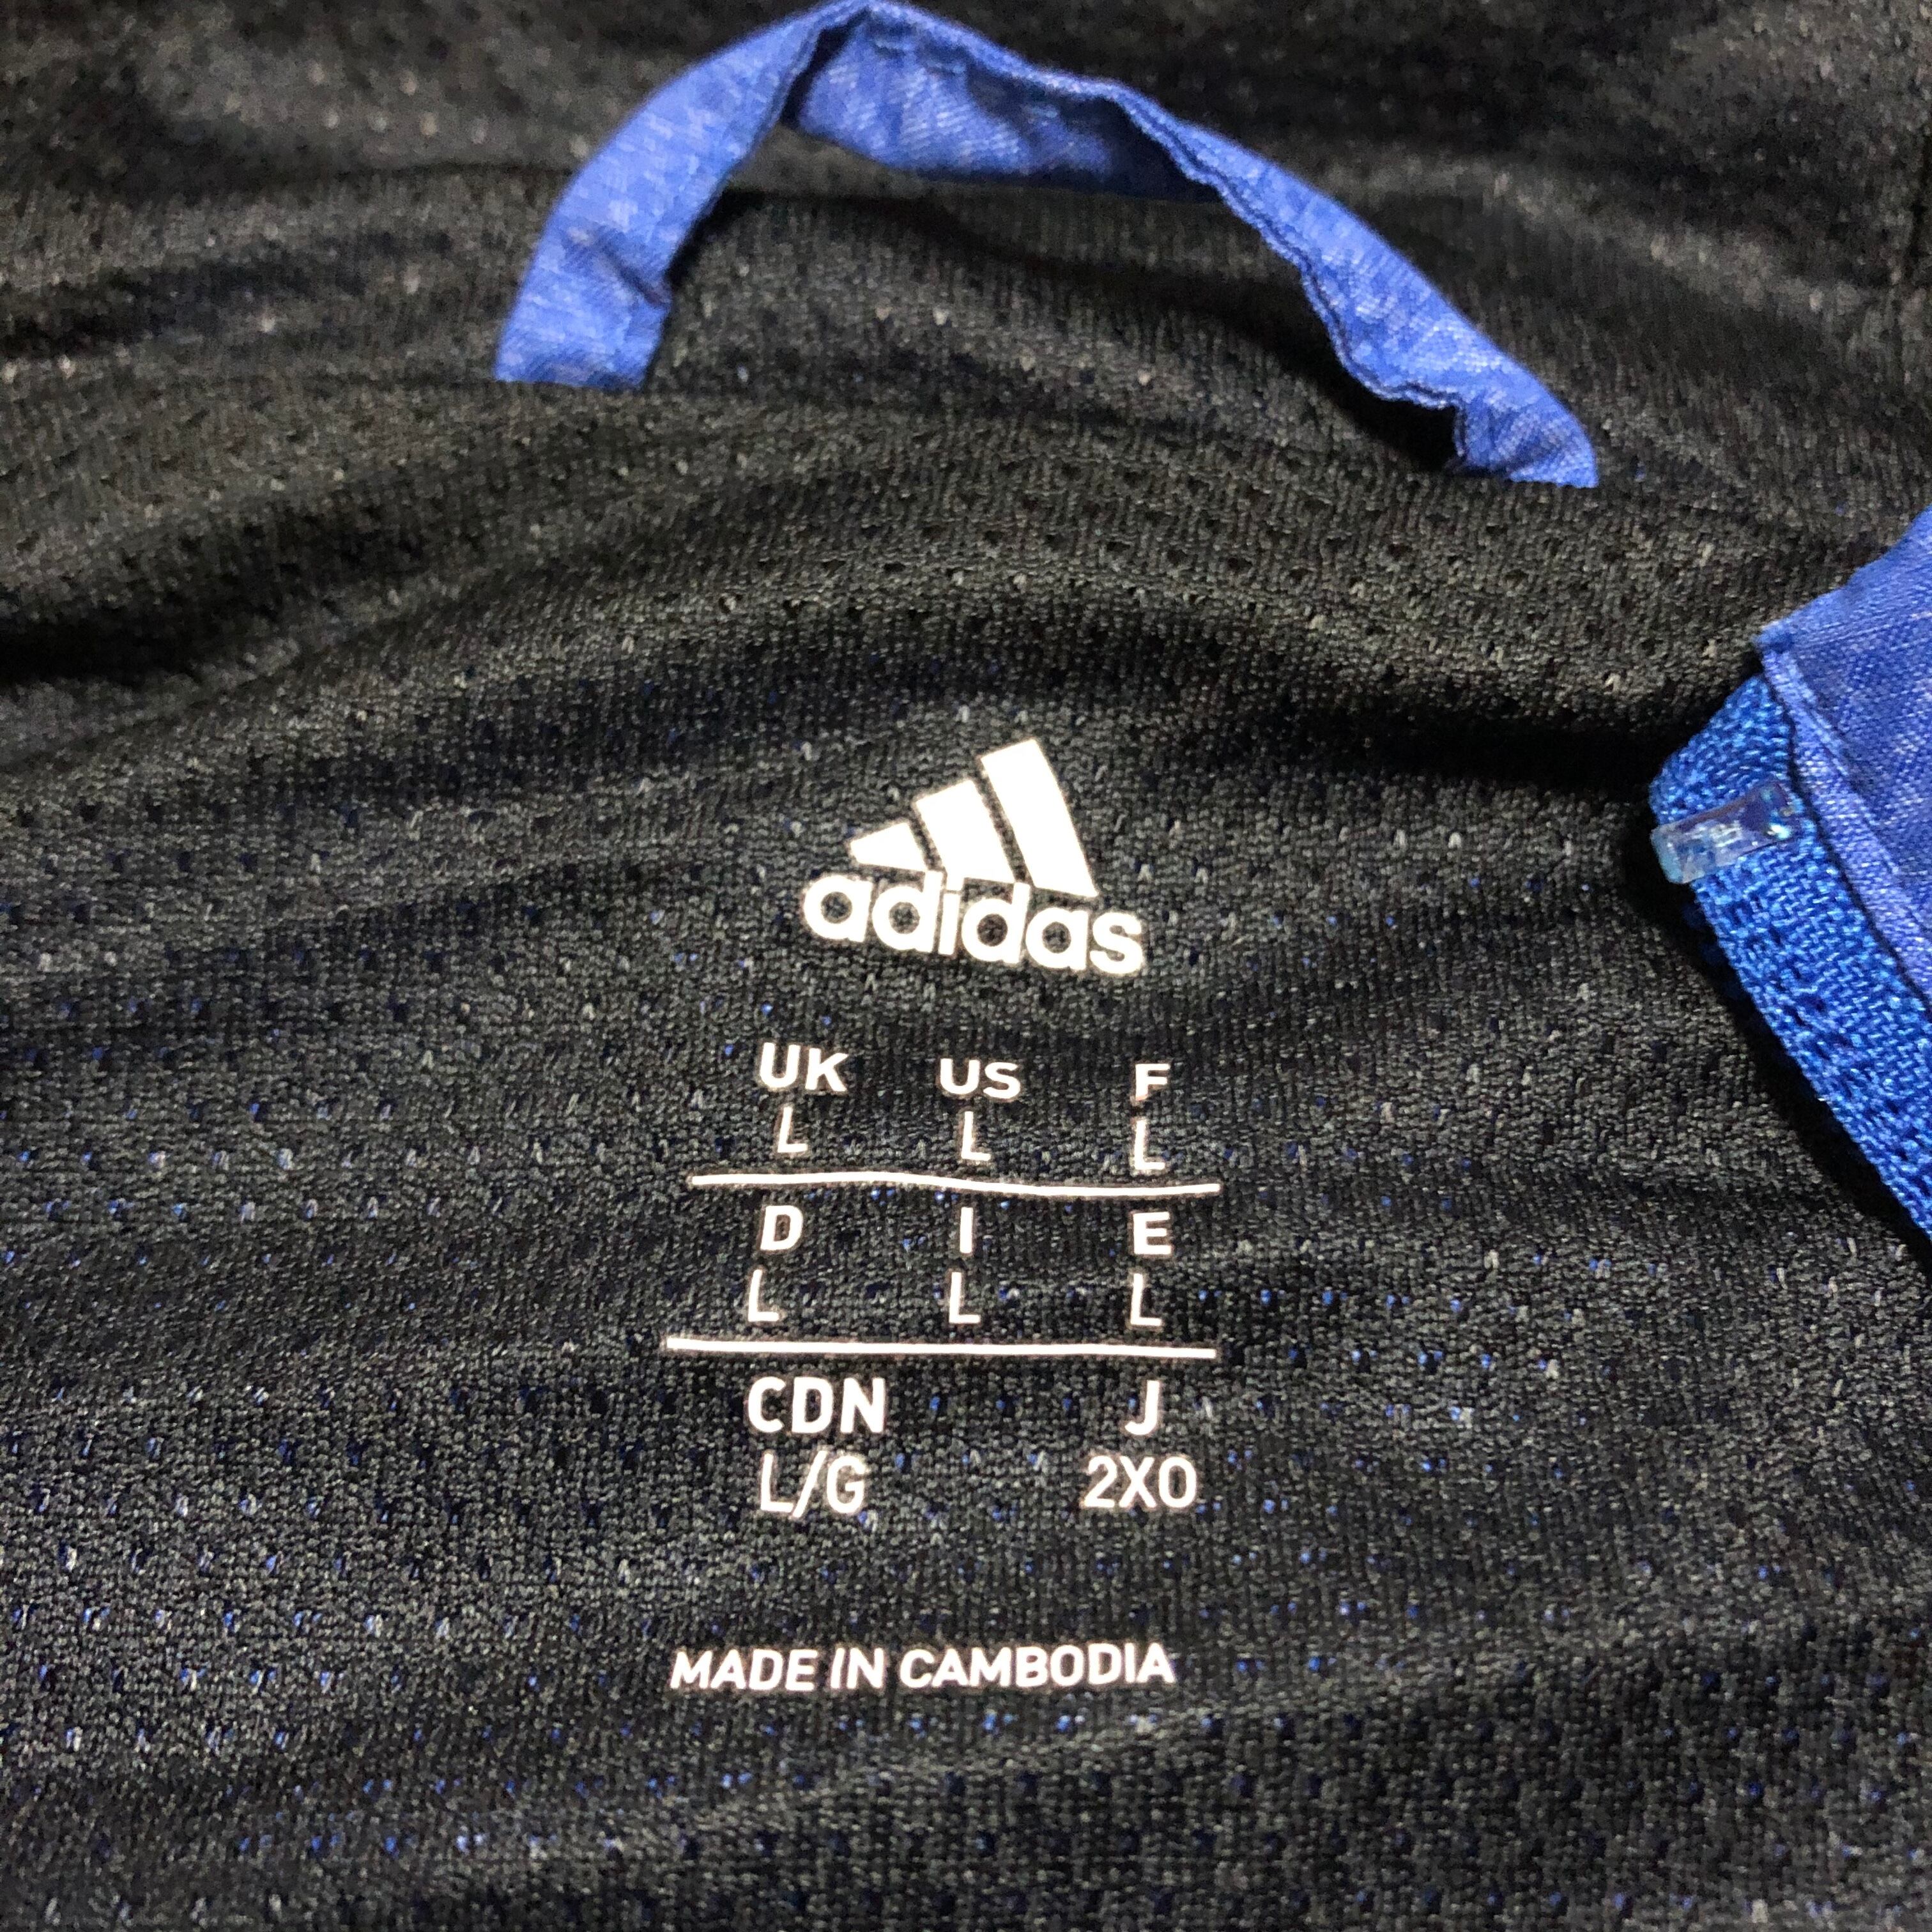 adidas
UK US F
L L L
D I E
L L L
CDN J
L/G 2XO
MADE IN CAMBODIA